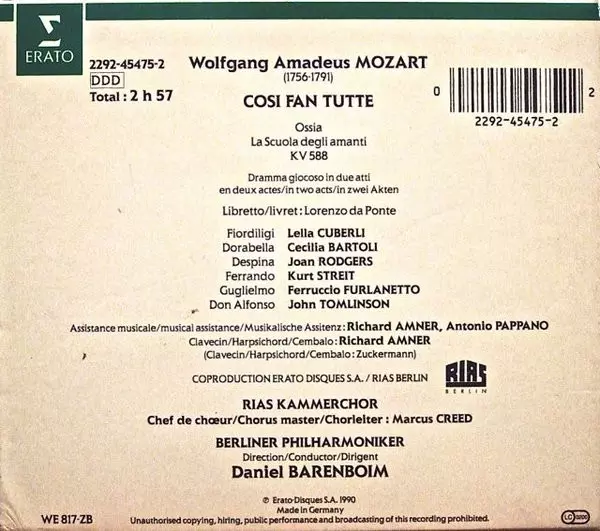 ERATO
2292-45475-2
DDD
Total : 2 h 57
Wolfgang Amadeus MOZART
(1756-1791)
COSI FAN TUTTE
0
2
2292-45475-2
Ossia
La Scuola degli amanti
KV 588
Dramma giocoso in due atti
en deux actes/in two acts/in zwei Akten
Libretto/livret : Lorenzo da Ponte
Fiordiligi Lella CUBERLI
Dorabella Cecilia BARTOLI
Despina Joan RODGERS
Ferrando Kurt STREIT
Guglielmo Ferruccio FURLANETTO
Don Alfonso John TOMLINSON
Assistance musicale/musical assistance/Musikalische Assitenz : Richard AMNER, Antonio PAPPANO
Clavecin/Harpsichord/Cembalo : Richard AMNER
(Clavecin/Harpsichord/Cembalo : Zuckermann)
COPRODUCTION ERATO DISQUES S.A. / RIAS BERLIN
RIAS
BERLIN
RIAS KAMMERCHOR
Chef de chœur/Chorus master/Chorleiter : Marcus CREED
BERLINER PHILHARMONIKER
Direction/Conductor/Dirigent
Daniel BARENBOIM
℗ Erato-Disques S.A. 1990
Made in Germany
WE 817-ZB
Unauthorised copying, hiring, public performance and broadcasting of this recording prohibited.
LC 0200